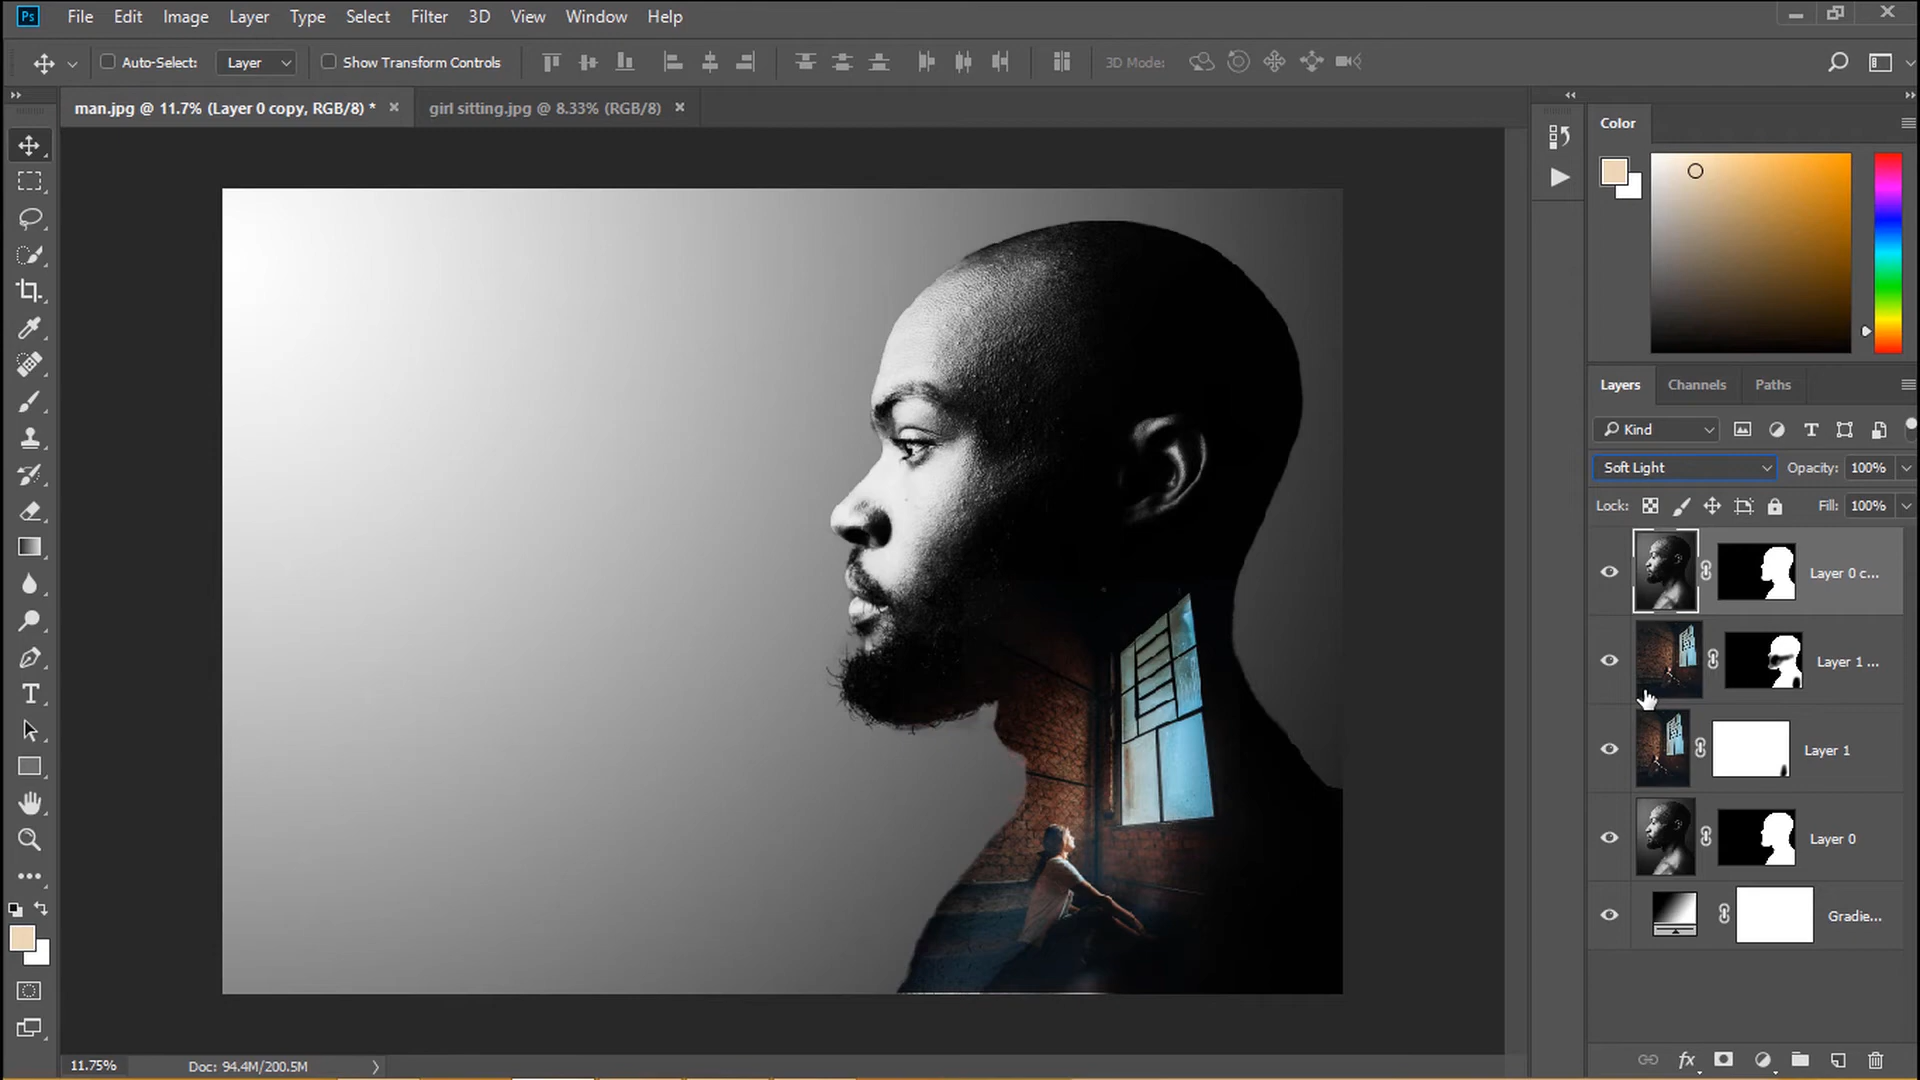 Ps File Edit Image Layer Type Select Filter 3D View Window Help
Auto-Select: Layer Show Transform Controls 3D Mode:
man.jpg @ 11.7% (Layer 0 copy, RGB/8) * girl sitting.jpg @ 8.33% (RGB/8)
Color
Layers Channels Paths
Kind
Soft Light Opacity: 100%
Lock: Fill: 100%
Layer 0 c...
Layer 1 ...
Layer 1
Layer 0
Gradie...
11.75% Doc: 94.4M/200.5M
fx